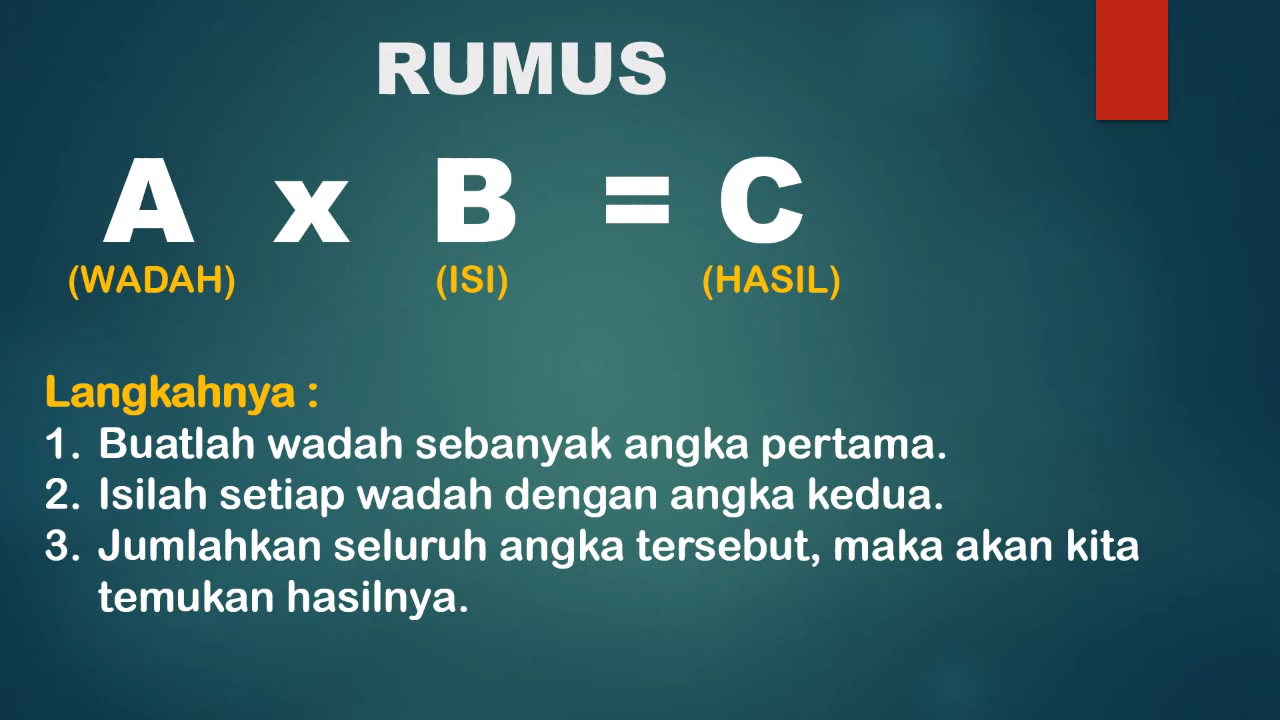 RUMUS
A x B = C
(WADAH) (ISI) (HASIL)
Langkahnya :
1. Buatlah wadah sebanyak angka pertama.
2. Isilah setiap wadah dengan angka kedua.
3. Jumlahkan seluruh angka tersebut, maka akan kita
temukan hasilnya.